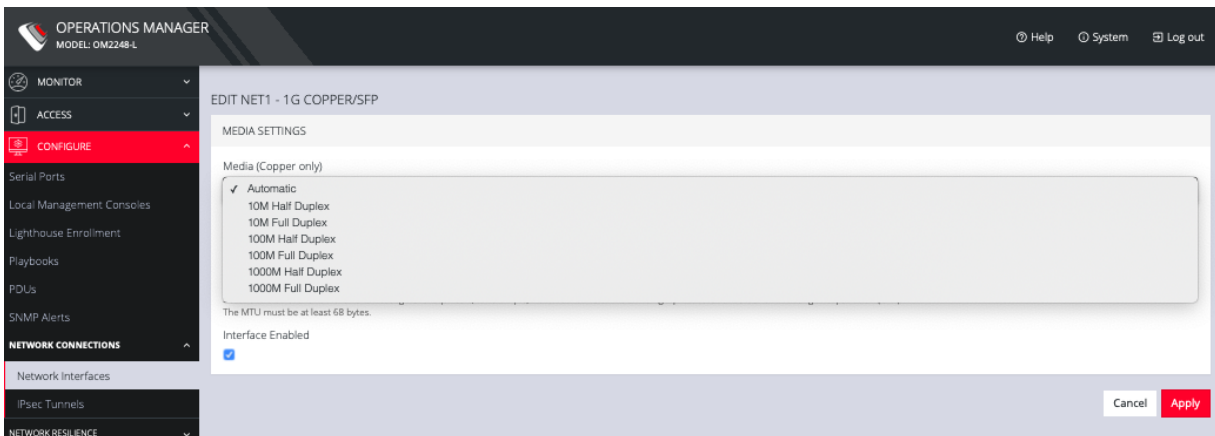 OPERATIONS MANAGER
MODEL: OM2248-L
Help
System
Log out
MONITOR
ACCESS
CONFIGURE
Serial Ports
Local Management Consoles
Lighthouse Enrollment
Playbooks
PDUs
SNMP Alerts
NETWORK CONNECTIONS
Network Interfaces
IPsec Tunnels
NETWORK RESILIENCE
EDIT NET1 - 1G COPPER/SFP
MEDIA SETTINGS
Media (Copper only)
✓ Automatic
10M Half Duplex
10M Full Duplex
100M Half Duplex
100M Full Duplex
1000M Half Duplex
1000M Full Duplex
The MTU must be at least 68 bytes.
Interface Enabled
Cancel
Apply